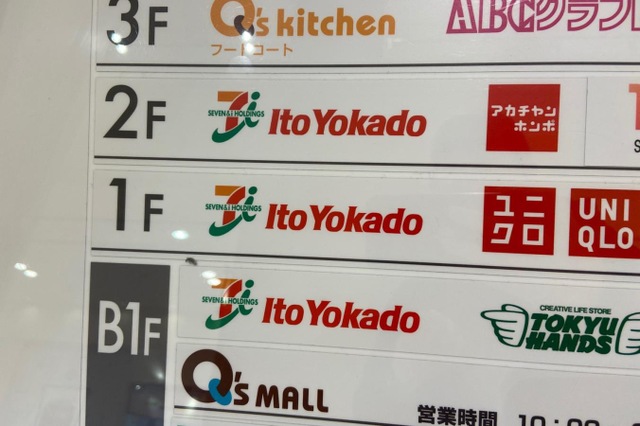 3F Q's kitchen ABCクラフト
フードコート
2F SEVEN&i HOLDINGS Ito Yokado アカチャン
ホンポ
1F SEVEN&i HOLDINGS Ito Yokado ユニ UNI
クロ QLO
B1F SEVEN&i HOLDINGS Ito Yokado CREATIVE LIFE STORE
TOKYU
HANDS
Q's MALL
営業時間 10:00